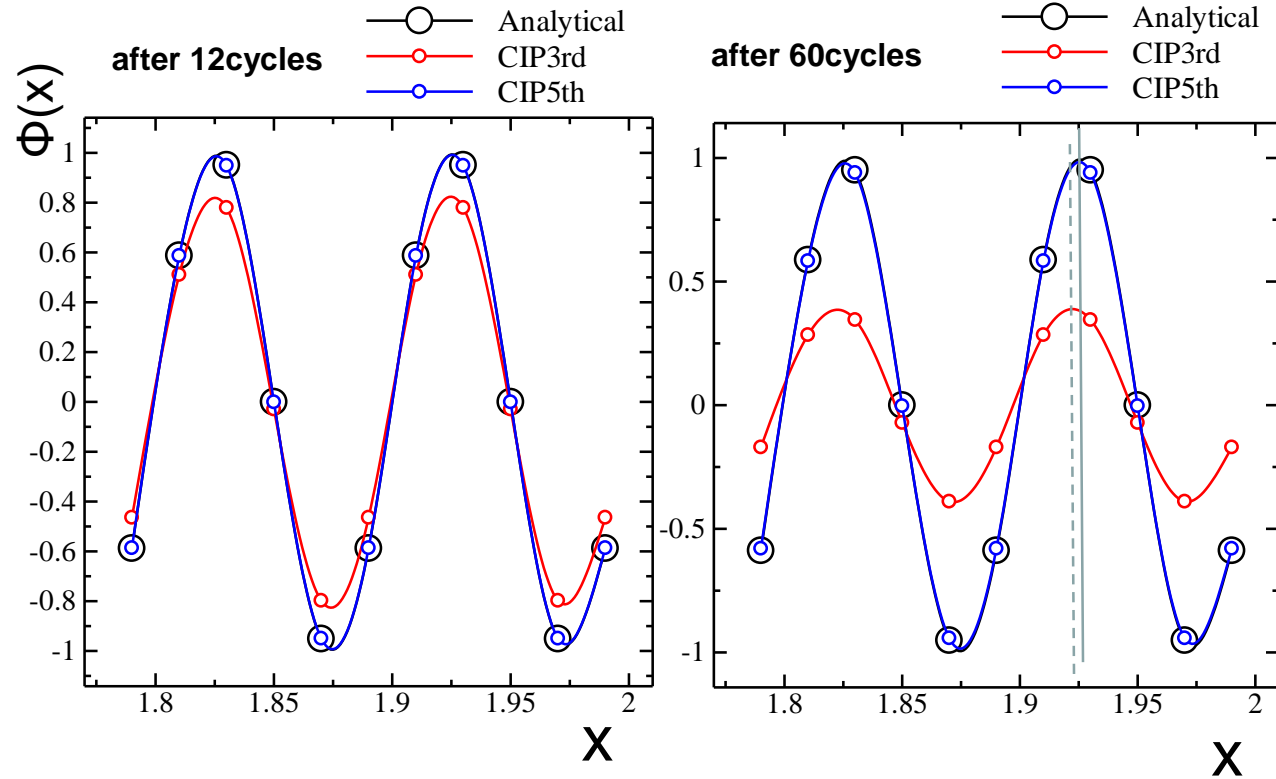 after 12cycles
Analytical
CIP3rd
CIP5th
Φ(x)
1
0.8
0.6
0.4
0.2
0
-0.2
-0.4
-0.6
-0.8
-1
1.8 1.85 1.9 1.95 2
X
after 60cycles
Analytical
CIP3rd
CIP5th
1
0.5
0
-0.5
-1
1.8 1.85 1.9 1.95 2
X